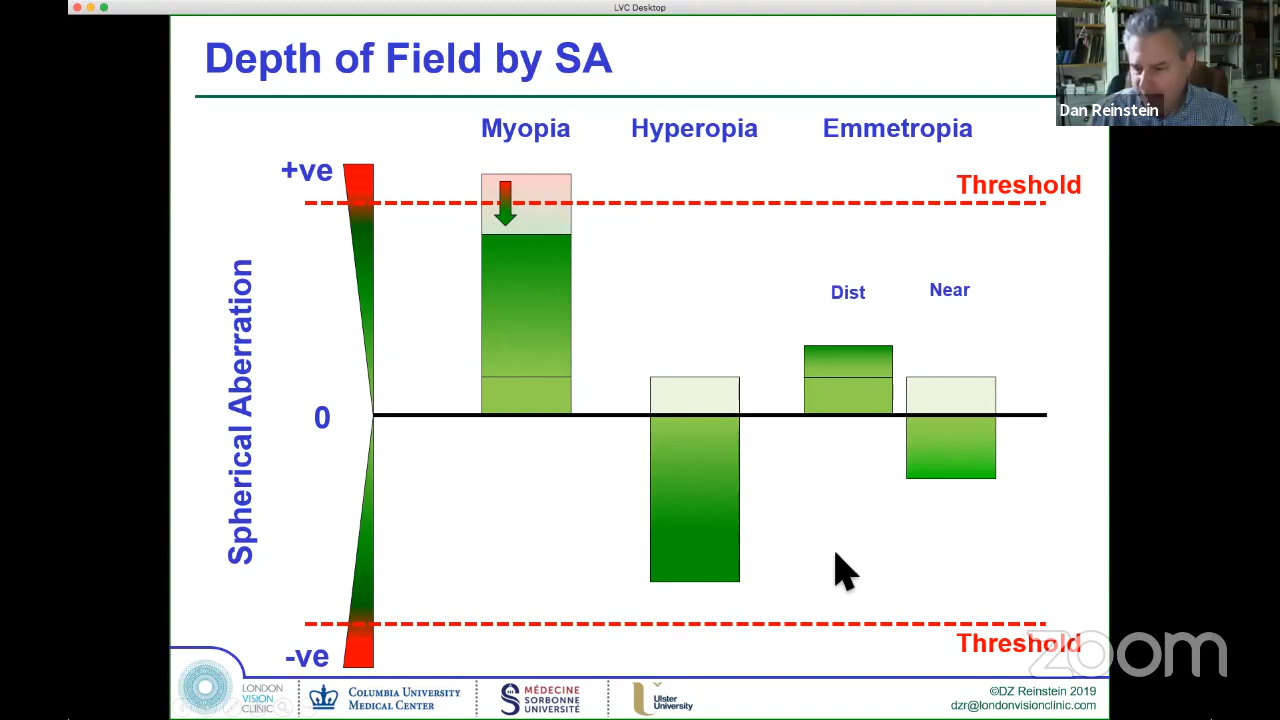 LVC Desktop
Depth of Field by SA
Dan Reinstein
Myopia
Hyperopia
Emmetropia
+ve
Threshold
Dist
Near
Spherical Aberration
0
-ve
Threshold
zoom
LONDON
VISION
CLINIC
COLUMBIA UNIVERSITY
MEDICAL CENTER
MÉDECINE
SORBONNE
UNIVERSITÉ
Ulster
University
©DZ Reinstein 2019
dzr@londonvisionclinic.com